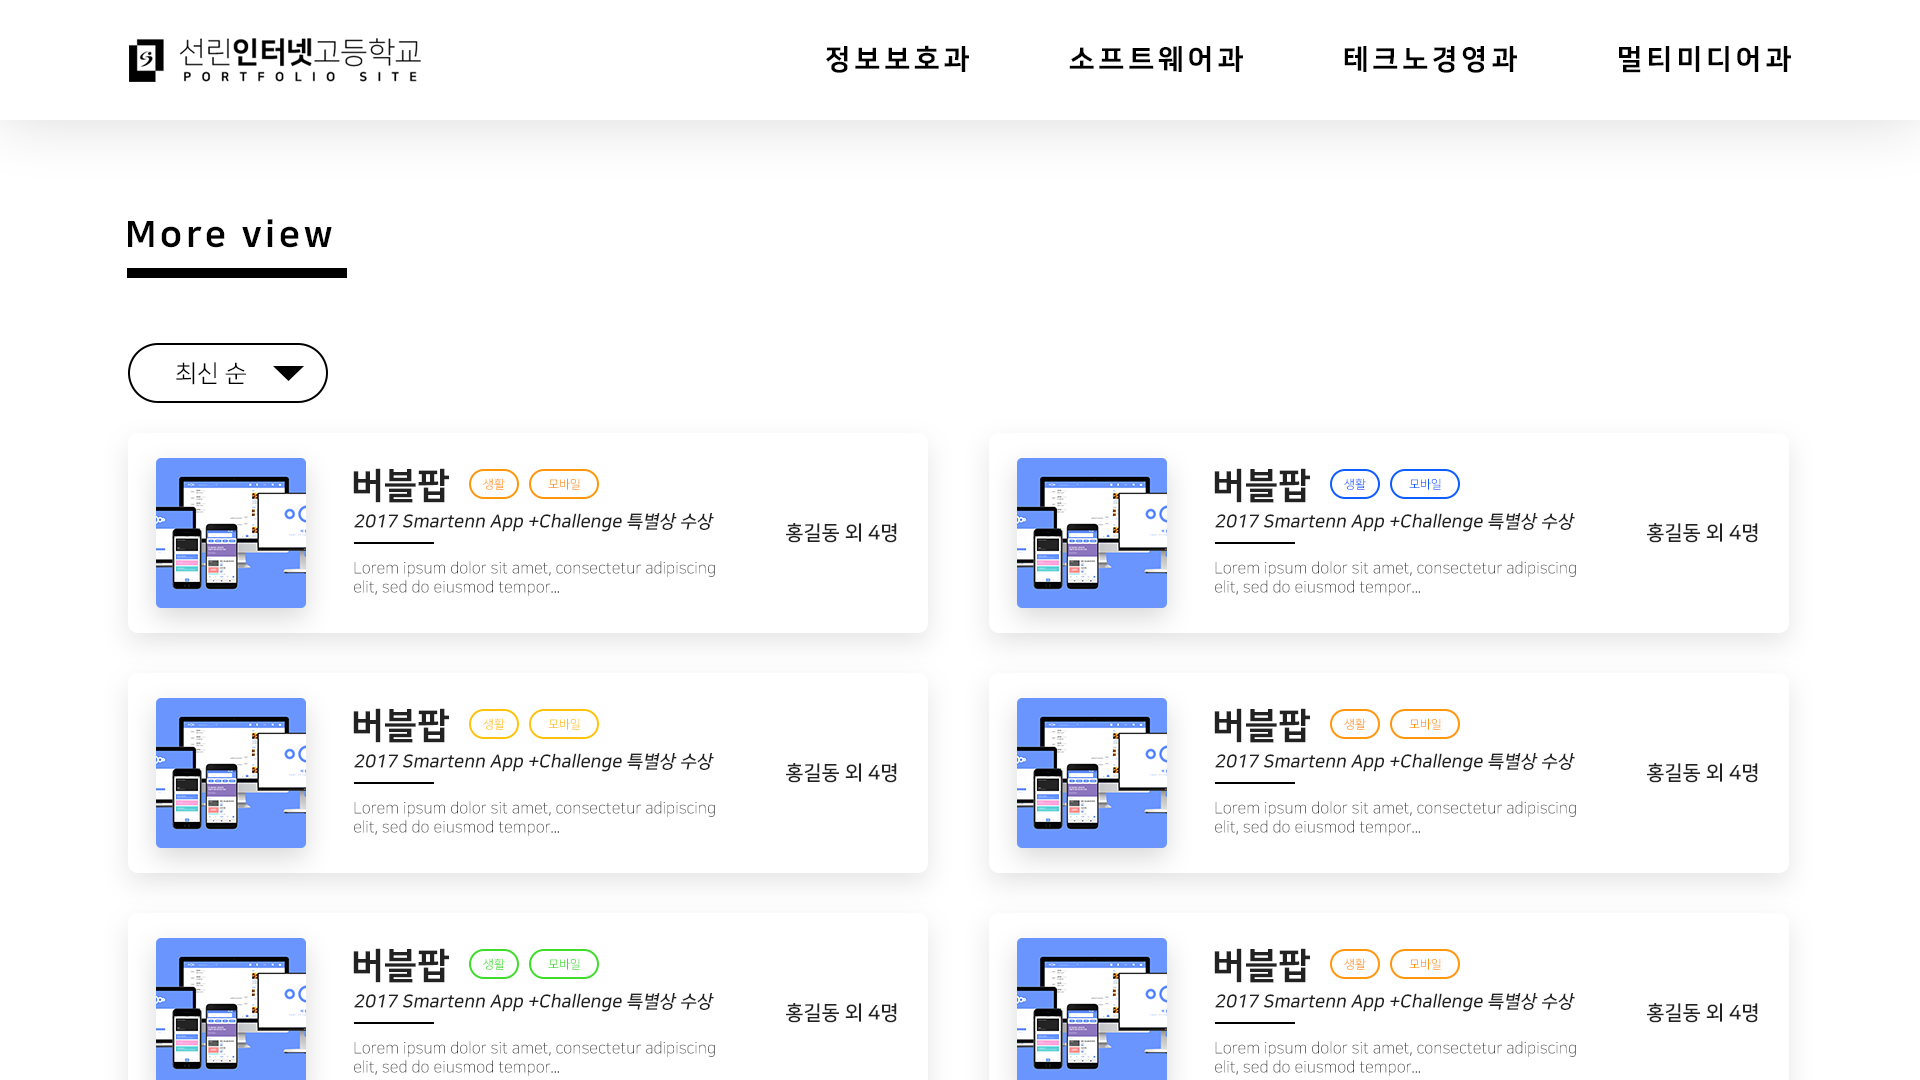 선린인터넷고등학교
PORTFOLIO SITE
정보보호과
소프트웨어과
테크노경영과
멀티미디어과
More view
최신 순
버블팝
생활
모바일
2017 Smartenn App +Challenge 특별상 수상
홍길동 외 4명
Lorem ipsum dolor sit amet, consectetur adipiscing
elit, sed do eiusmod tempor...
버블팝
생활
모바일
2017 Smartenn App +Challenge 특별상 수상
홍길동 외 4명
Lorem ipsum dolor sit amet, consectetur adipiscing
elit, sed do eiusmod tempor...
버블팝
생활
모바일
2017 Smartenn App +Challenge 특별상 수상
홍길동 외 4명
Lorem ipsum dolor sit amet, consectetur adipiscing
elit, sed do eiusmod tempor...
버블팝
생활
모바일
2017 Smartenn App +Challenge 특별상 수상
홍길동 외 4명
Lorem ipsum dolor sit amet, consectetur adipiscing
elit, sed do eiusmod tempor...
버블팝
생활
모바일
2017 Smartenn App +Challenge 특별상 수상
홍길동 외 4명
Lorem ipsum dolor sit amet, consectetur adipiscing
elit, sed do eiusmod tempor...
버블팝
생활
모바일
2017 Smartenn App +Challenge 특별상 수상
홍길동 외 4명
Lorem ipsum dolor sit amet, consectetur adipiscing
elit, sed do eiusmod tempor...